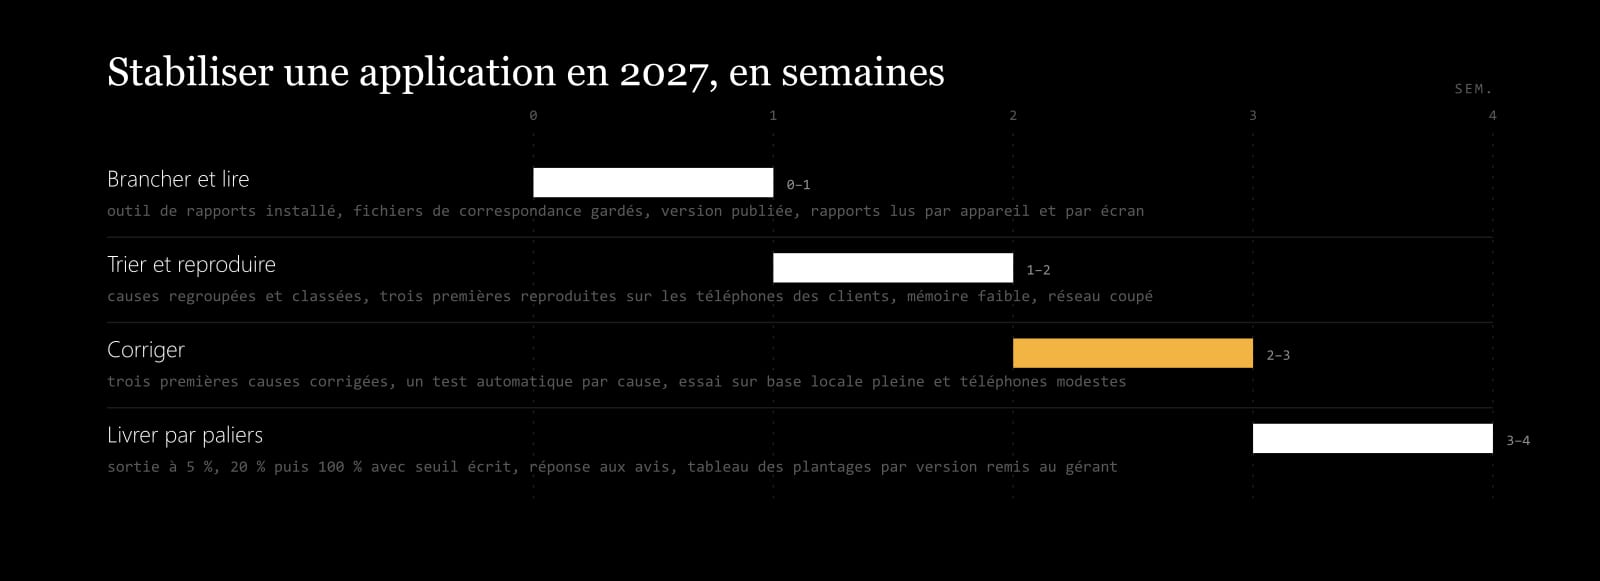 Stabiliser une application en 2027, en semaines
SEM.
0 1 2 3 4
Brancher et lire
0–1
outil de rapports installé, fichiers de correspondance gardés, version publiée, rapports lus par appareil et par écran
Trier et reproduire
1–2
causes regroupées et classées, trois premières reproduites sur les téléphones des clients, mémoire faible, réseau coupé
Corriger
2–3
trois premières causes corrigées, un test automatique par cause, essai sur base locale pleine et téléphones modestes
Livrer par paliers
3–4
sortie à 5 %, 20 % puis 100 % avec seuil écrit, réponse aux avis, tableau des plantages par version remis au gérant